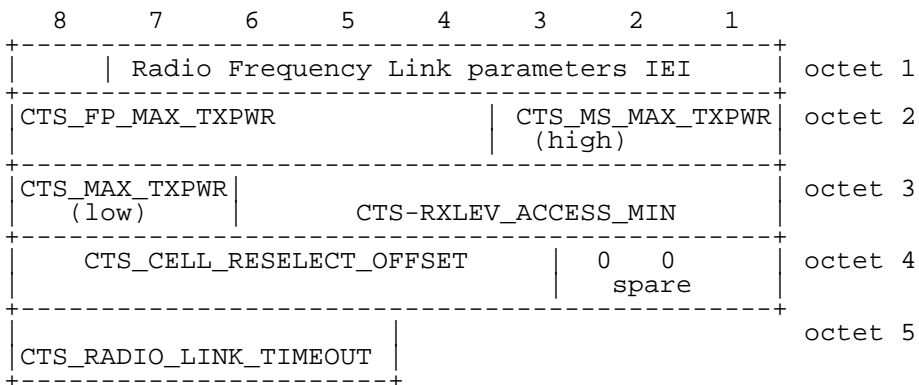 8 7 6 5 4 3 2 1
Radio Frequency Link parameters IEI octet 1
CTS_FP_MAX_TXPWR CTS_MS_MAX_TXPWR octet 2
(high)
CTS_MAX_TXPWR octet 3
(low) CTS-RXLEV_ACCESS_MIN
CTS_CELL_RESELECT_OFFSET 0 0 octet 4
spare
octet 5
CTS_RADIO_LINK_TIMEOUT